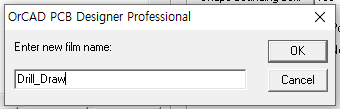 OrCAD PCB Designer Professional
Enter new film name:
OK
Drill_Draw
Cancel